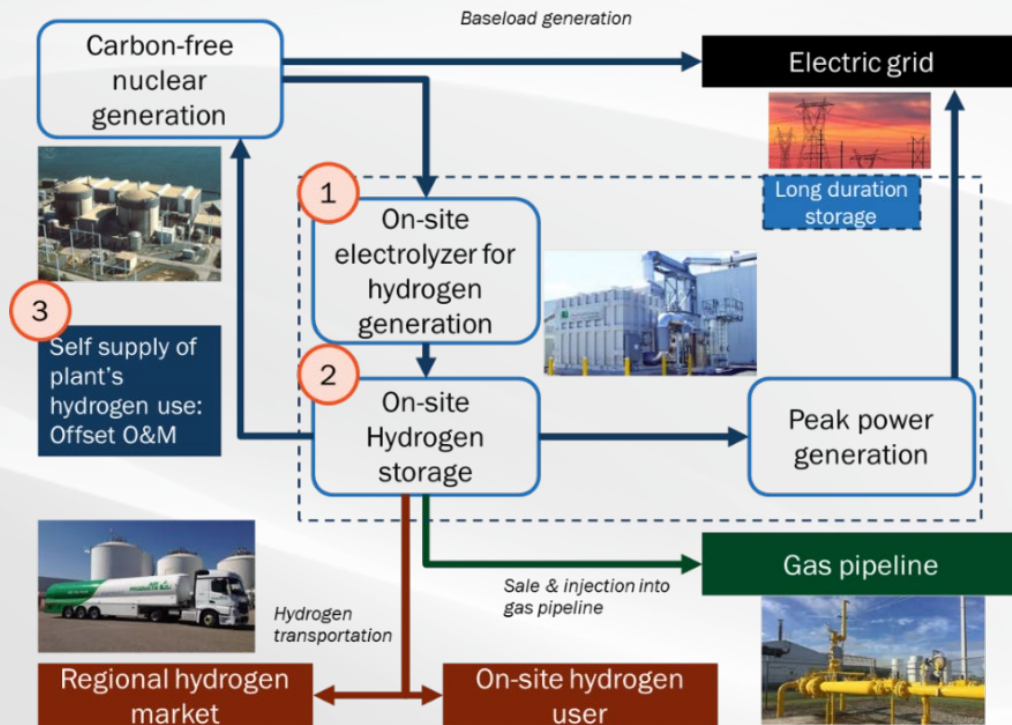 Baseload generation
Carbon-free
nuclear
generation
Electric grid
1
Long duration
storage
On-site
electrolyzer for
hydrogen
generation
3
Self supply of
plant's
hydrogen use:
Offset O&M
2
On-site
Hydrogen
storage
Peak power
generation
Gas pipeline
Sale & injection into
gas pipeline
Hydrogen
transportation
Regional hydrogen
market
On-site hydrogen
user